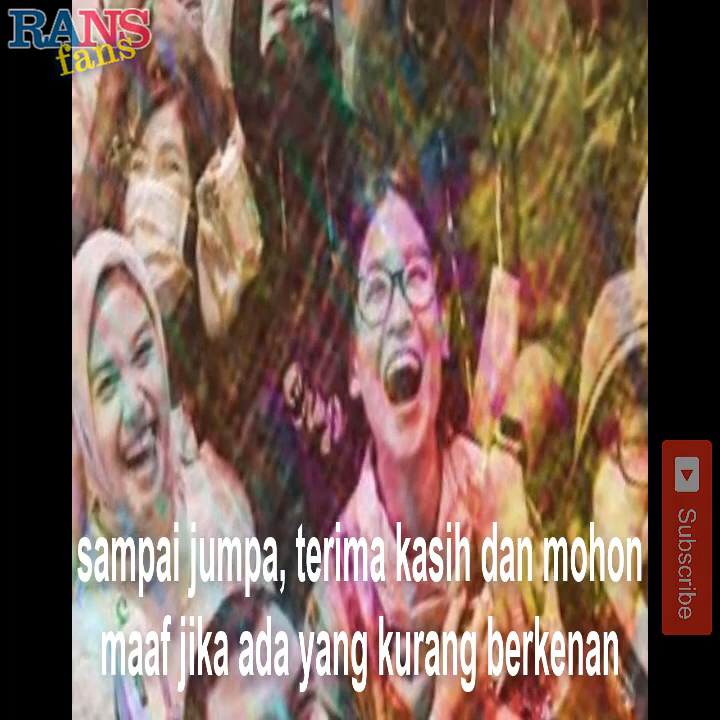 RANS
fans
sampai jumpa, terima kasih dan mohon
maaf jika ada yang kurang berkenan
Subscribe